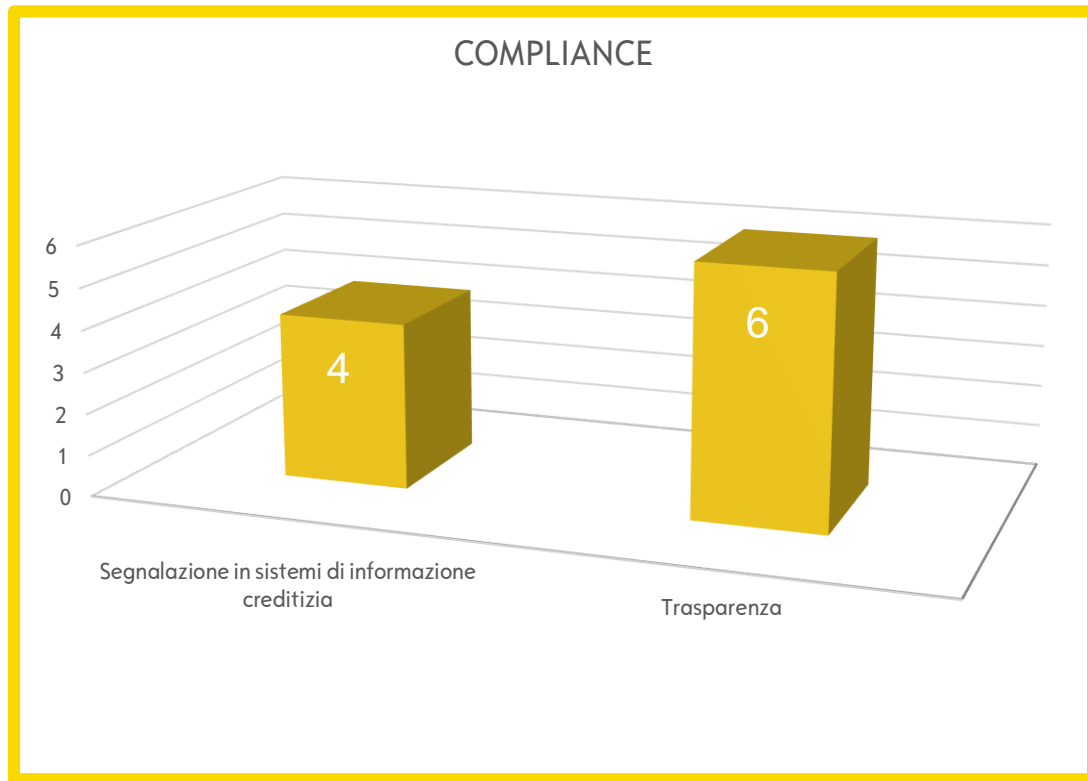 COMPLIANCE
6
5
4
3
2
1
0
4
6
Segnalazione in sistemi di informazione
creditizia
Trasparenza